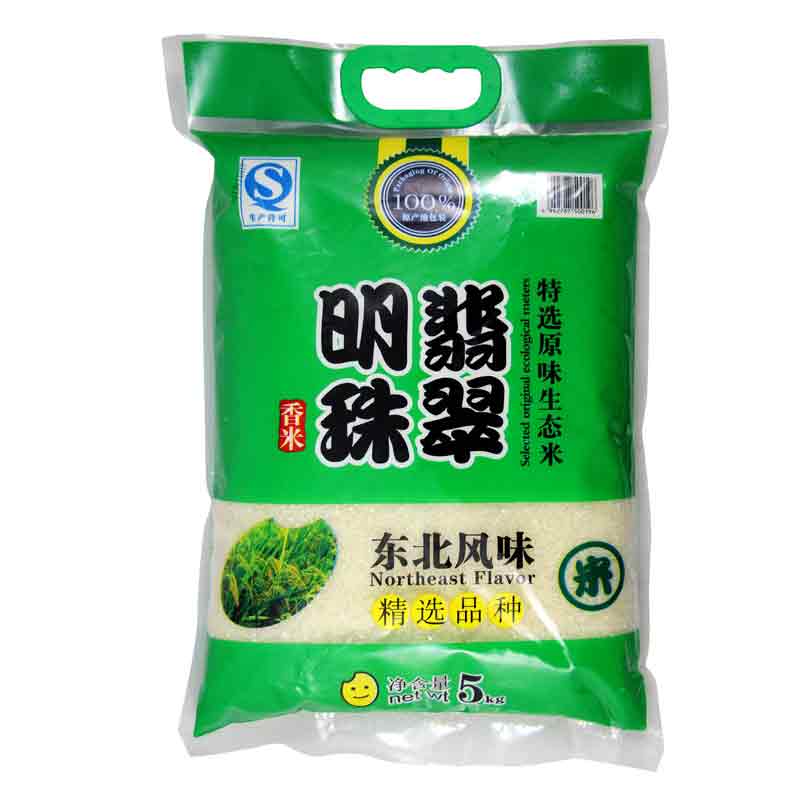 生产许可
Packaging Of Origin
100%
原产地包装
翡翠
明珠
香米
特选原味生态米
Selected original ecological meters
东北风味
Northeast Flavor
精选品种
米
净含量
net wt
5kg